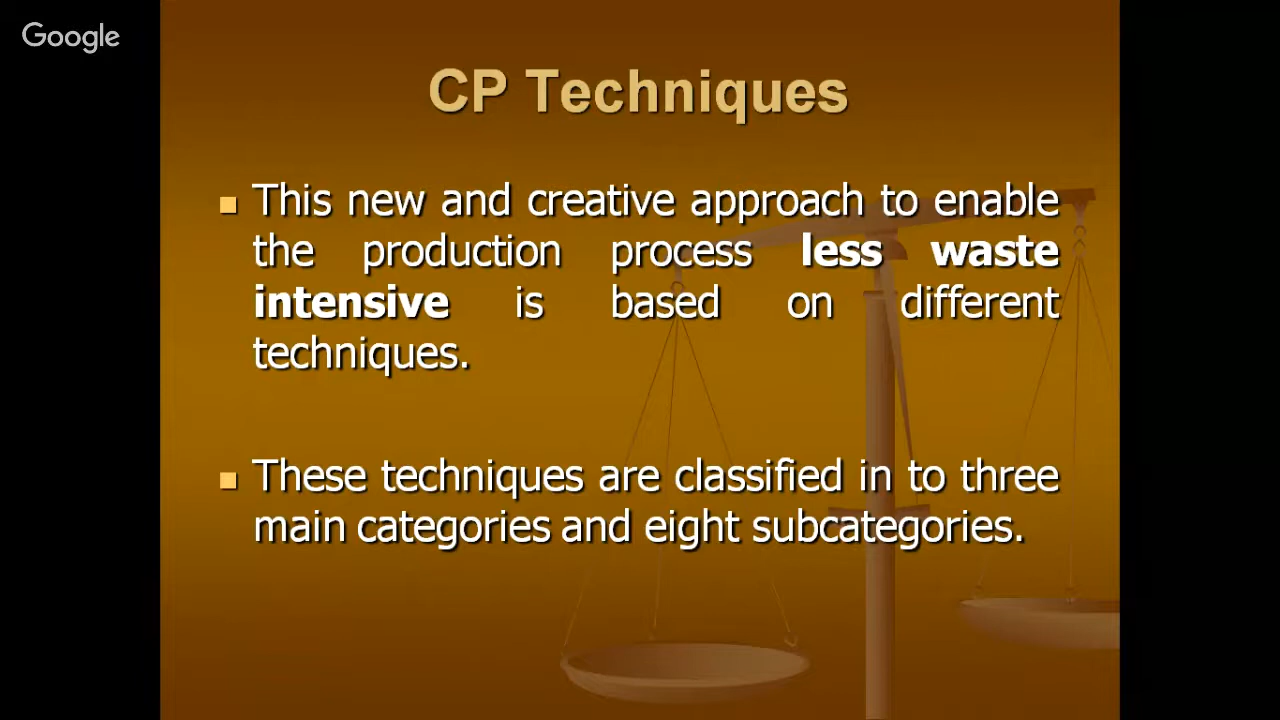 Google
CP Techniques
This new and creative approach to enable
the production process less waste
intensive is based on different
techniques.
These techniques are classified in to three
main categories and eight subcategories.